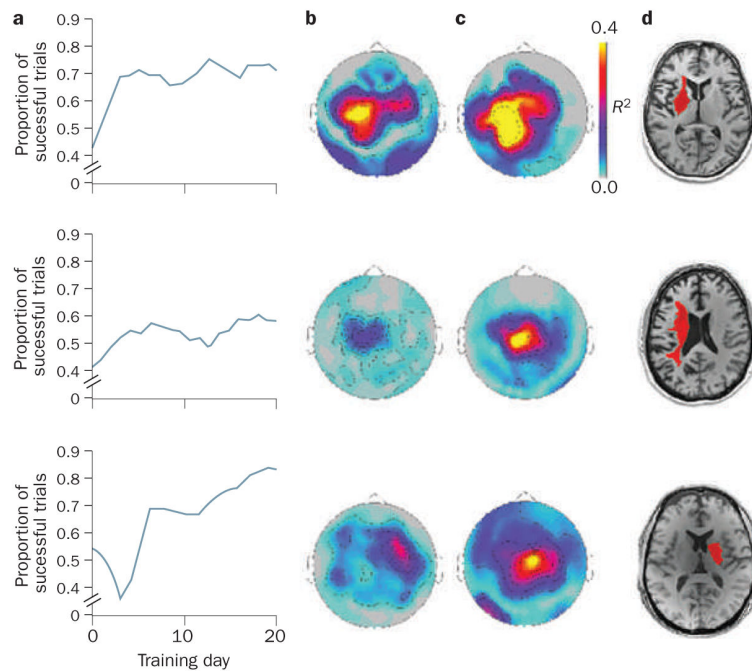 a
b
c
d
Proportion of
sucessful trials
0.9
0.8
0.7
0.6
0.5
0.4
0
0.4
R²
0.0
Proportion of
sucessful trials
0.9
0.8
0.7
0.6
0.5
0.4
0
Proportion of
sucessful trials
0.9
0.8
0.7
0.6
0.5
0.4
0
0
10
20
Training day